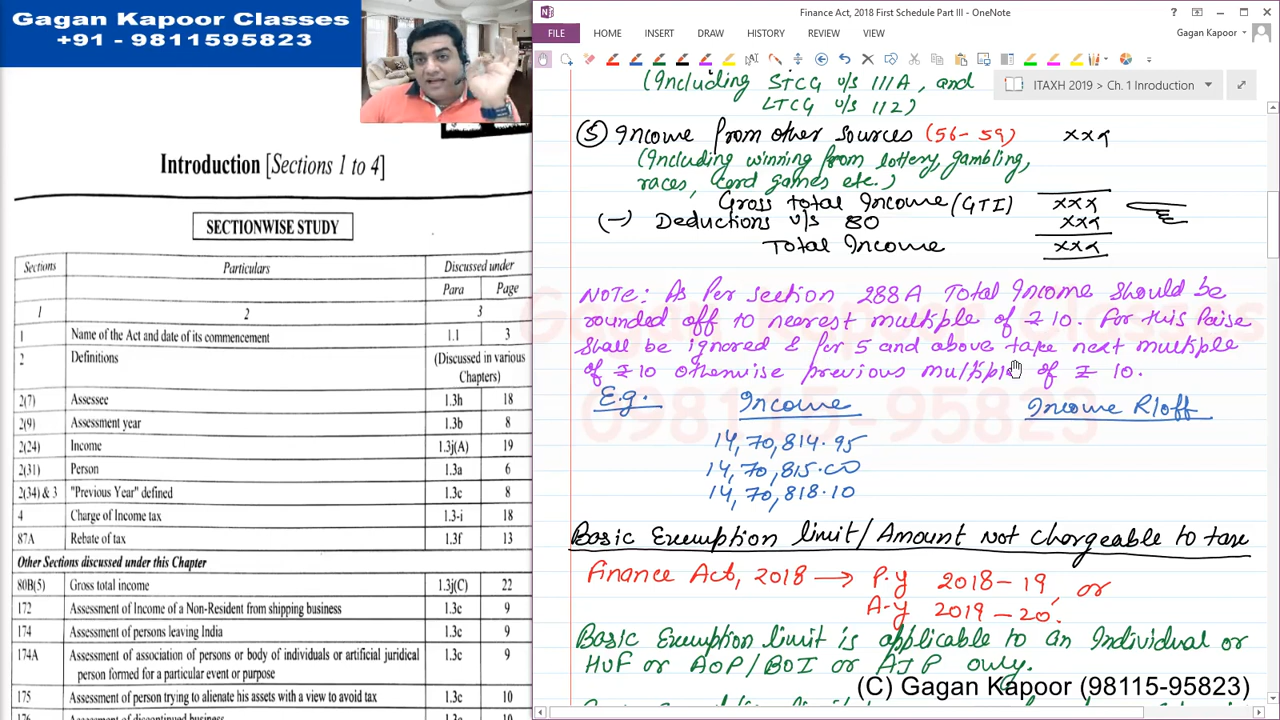 Gagan Kapoor Classes
+91 - 9811595823
Introduction [Sections 1 to 4]
SECTIONWISE STUDY
Sections Particulars Discussed under
Para Page
1 2 3
1 Name of the Act and date of its commencement 1.1 3
2 Definitions (Discussed in various
Chapters)
2(7) Assessee 1.3h 18
2(9) Assessment year 1.3b 8
2(24) Income 1.3j(A) 19
2(31) Person 1.3a 6
2(34) & 3 "Previous Year" defined 1.3c 8
4 Charge of Income tax 1.3-i 18
87A Rebate of tax 1.3f 13
Other Sections discussed under this Chapter
80B(5) Gross total income 1.3j(C) 22
172 Assessment of Income of a Non-Resident from shipping business 1.3c 9
174 Assessment of persons leaving India 1.3c 9
174A Assessment of association of persons or body of individuals or artificial juridical 1.3c 9
person formed for a particular event or purpose
175 Assessment of person trying to alienate his assets with a view to avoid tax 1.3c 10
176 Assessment of discontinued business 1.3c 10
Finance Act, 2018 First Schedule Part III - OneNote
FILE HOME INSERT DRAW HISTORY REVIEW VIEW
Gagan Kapoor
ITAXH 2019 > Ch. 1 Inroduction
(Including STCG u/s 111A, and
LTCG u/s 112)
⑤ Income from other sources (56-59) xxx
(Including winning from lottery, gambling,
races, Card games etc.)
Gross Total Income (GTI) xxx
(-) Deductions u/s 80 xxx
Total Income xxx
NOTE: As Per Section 288A Total Income Should be
rounded off to nearest multiple of ₹ 10. For this Paise
Shall be ignored & for 5 and above take next multiple
of ₹ 10 otherwise previous multiple of ₹ 10.
E.g. Income Income R/off
14,70,814.95
14,70,815.00
14,70,818.10
Basic Exemption limit/Amount not Chargeable to tax
Finance Act, 2018 → P.y 2018-19 or
A.y 2019-20.
Basic Exemption limit is applicable to an Individual or
HUF or AOP/BOI or AJP only.
(C) Gagan Kapoor (98115-95823)